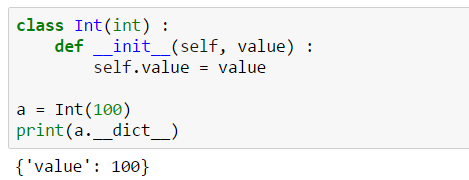 class Int(int) :
    def __init__(self, value) :
        self.value = value
a = Int(100)
print(a.__dict__)
{'value': 100}